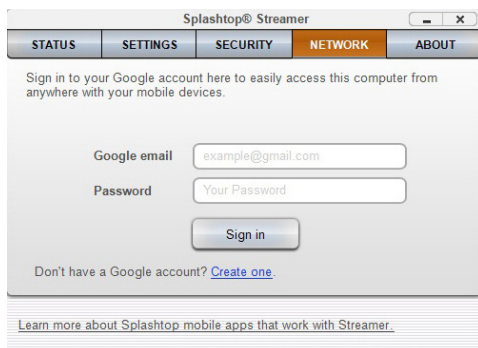 Splashtop® Streamer
STATUS SETTINGS SECURITY NETWORK ABOUT
Sign in to your Google account here to easily access this computer from
anywhere with your mobile devices.
Google email example@gmail.com
Password Your Password
Sign in
Don't have a Google account? Create one.
Learn more about Splashtop mobile apps that work with Streamer.